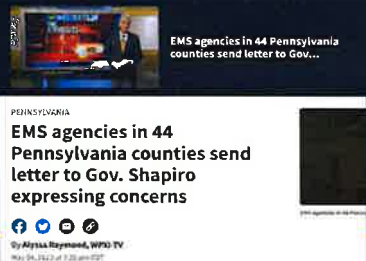 EMS agencies in 44 Pennsylvania
counties send letter to Gov...
PENNSYLVANIA
EMS agencies in 44
Pennsylvania counties send
letter to Gov. Shapiro
expressing concerns
By Alyssa Raymond, WPXI-TV